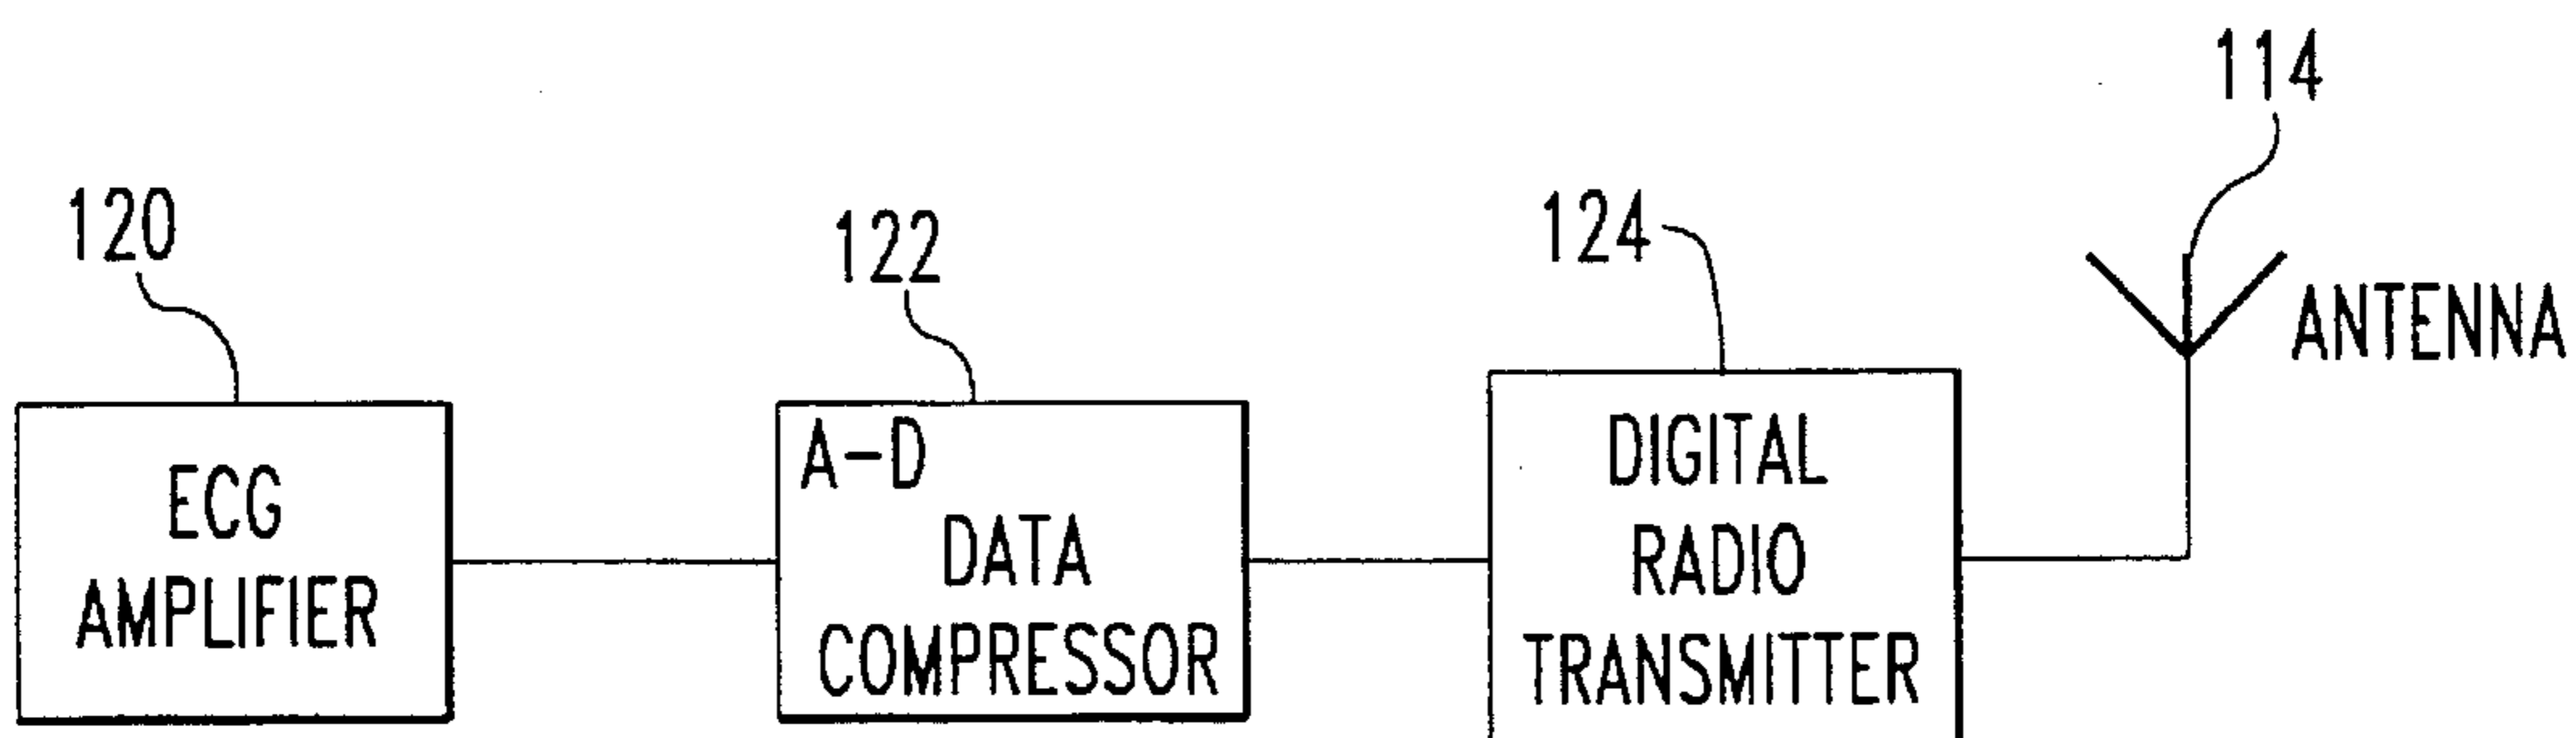 114
120
122
124
ANTENNA
ECG
AMPLIFIER
A-D
DATA
COMPRESSOR
DIGITAL
RADIO
TRANSMITTER